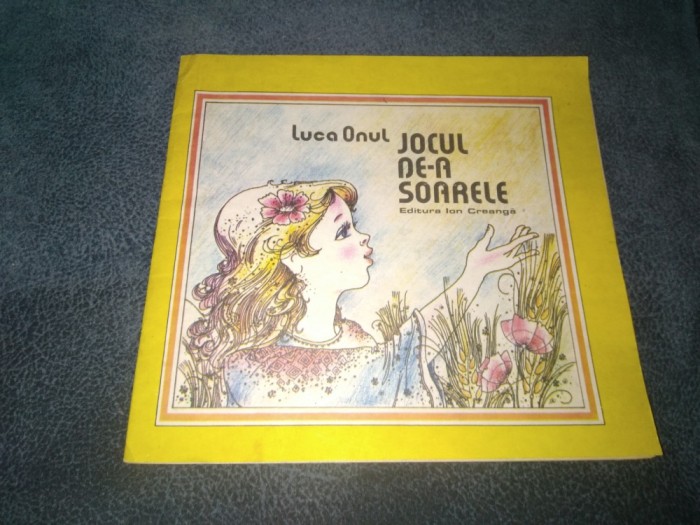 Luca Onul
JOCUL
DE-A
SOARELE
Editura Ion Creangă